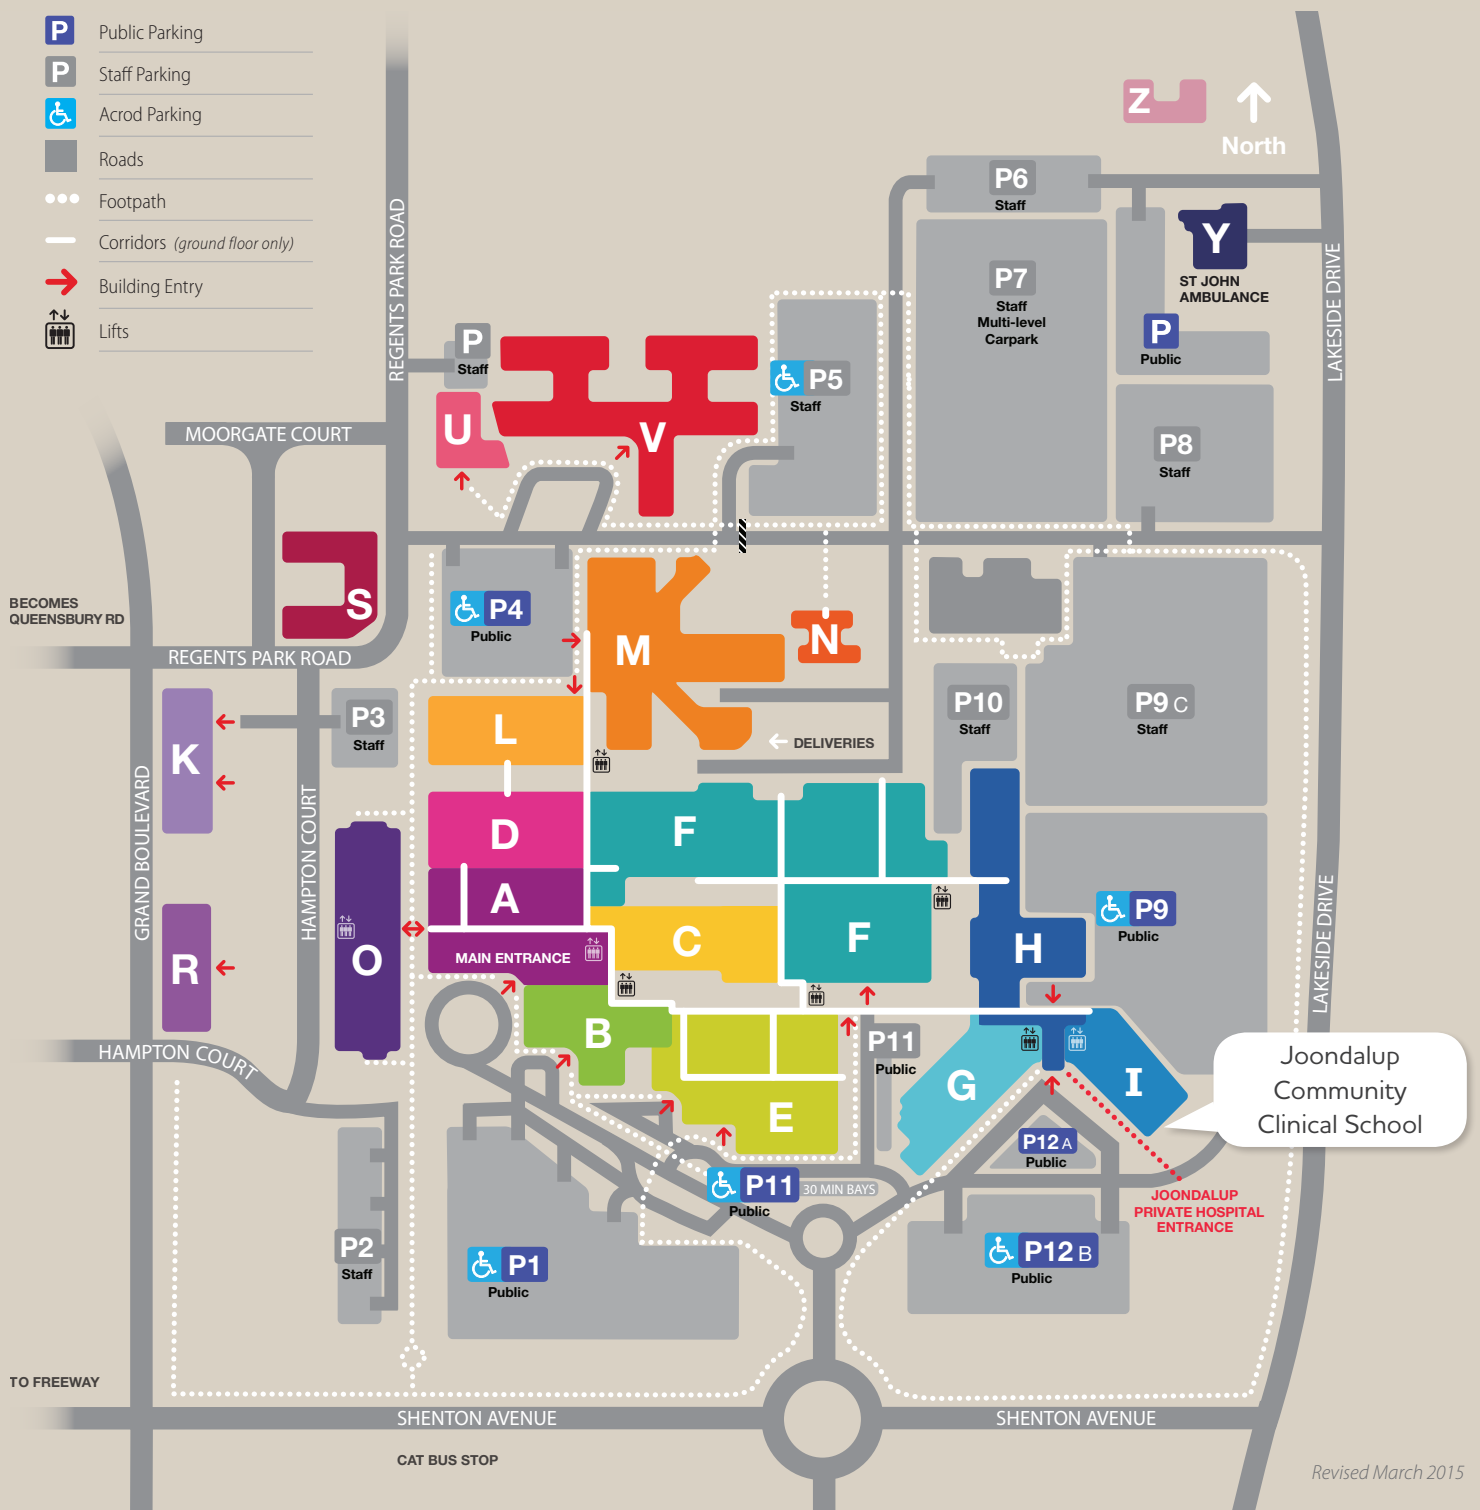 P Public Parking
P Staff Parking
Acrod Parking
Roads
Footpath
Corridors (ground floor only)
Building Entry
Lifts
REGENTS PARK ROAD
Z
North
P6
Staff
P7
Staff
Multi-level
Carpark
Y
ST JOHN
AMBULANCE
P
Public
LAKESIDE DRIVE
P
Staff
U
V
P5
Staff
P8
Staff
MOORGATE COURT
S
BECOMES
QUEENSBURY RD
REGENTS PARK ROAD
P4
Public
M
N
K
P3
Staff
L
DELIVERIES
P10
Staff
P9 C
Staff
GRAND BOULEVARD
HAMPTON COURT
D
F
A
O
R
MAIN ENTRANCE
C
F
H
P9
Public
LAKESIDE DRIVE
HAMPTON COURT
B
E
P11
Public
G
I
Joondalup
Community
Clinical School
P12 A
Public
P11
Public
30 MIN BAYS
JOONDALUP
PRIVATE HOSPITAL
ENTRANCE
P2
Staff
P1
Public
P12 B
Public
TO FREEWAY
SHENTON AVENUE
SHENTON AVENUE
CAT BUS STOP
Revised March 2015